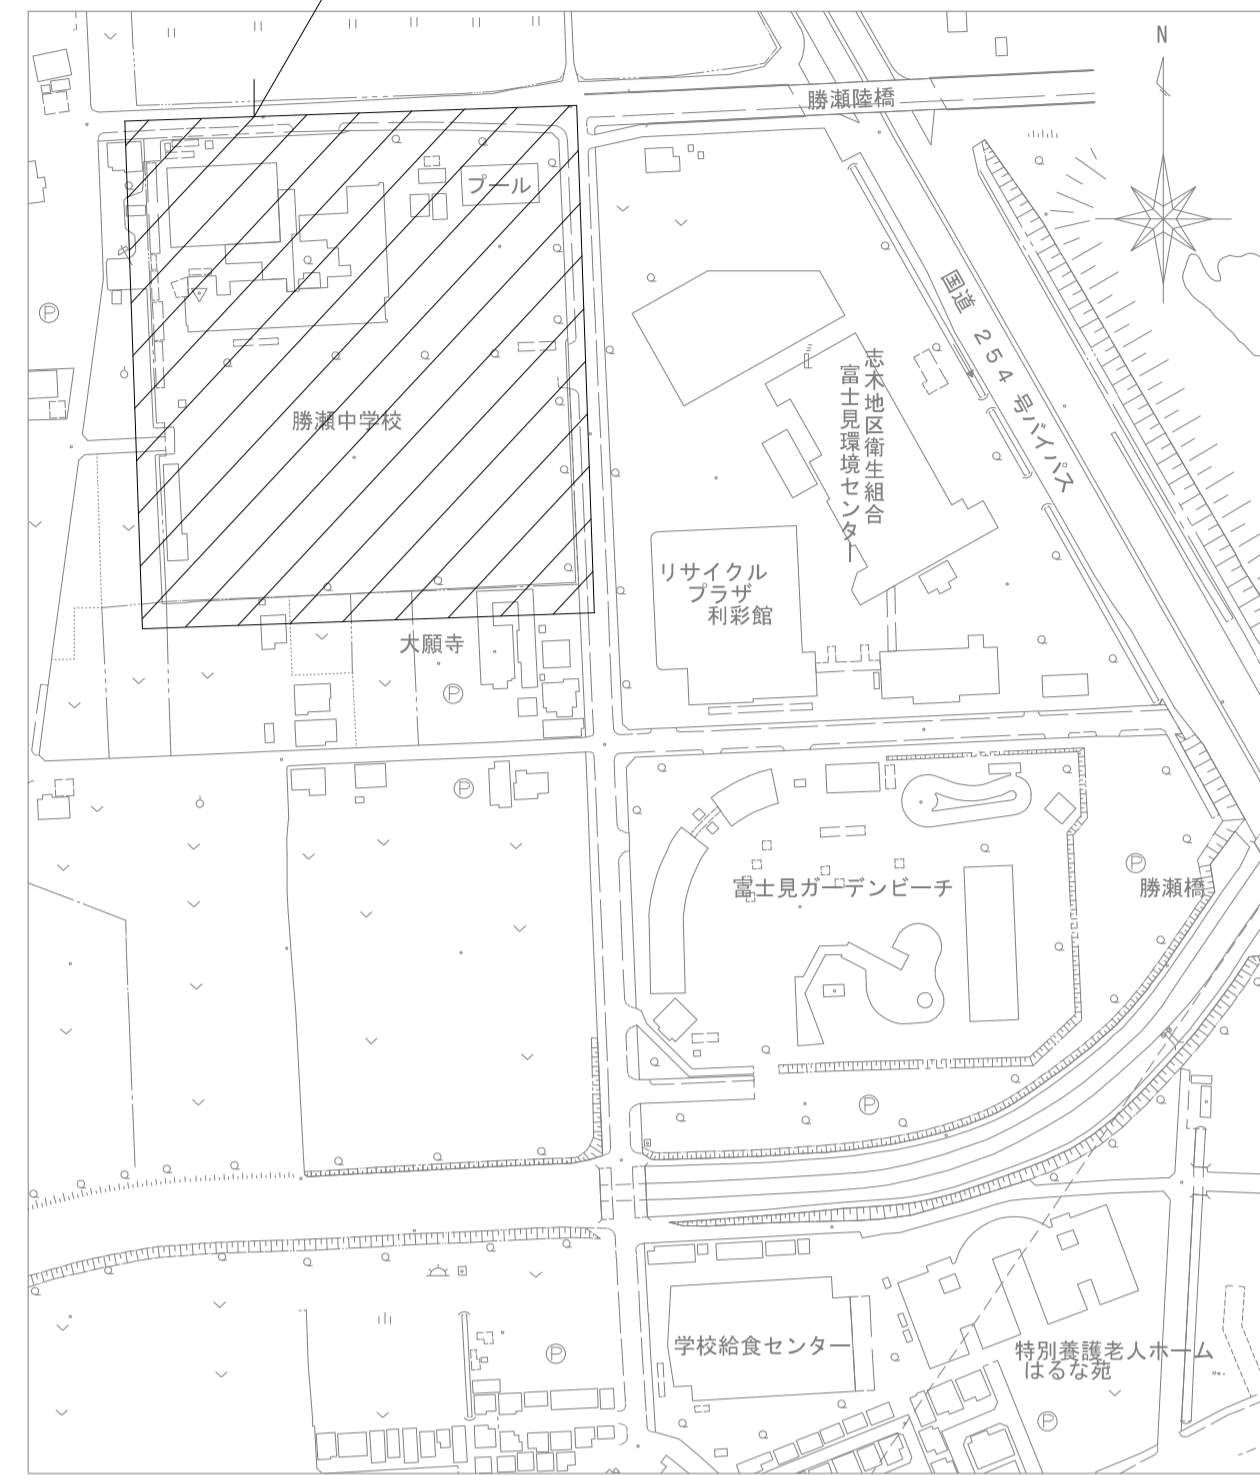 N
勝瀬陸橋
プール
国道 254 号バイパス
志木地区衛生組合
富士見環境センター
勝瀬中学校
リサイクル
プラザ
利彩館
大願寺
P
P
P
富士見ガーデンビーチ
P
勝瀬橋
P
学校給食センター
特別養護老人ホーム
はるな苑
P
P